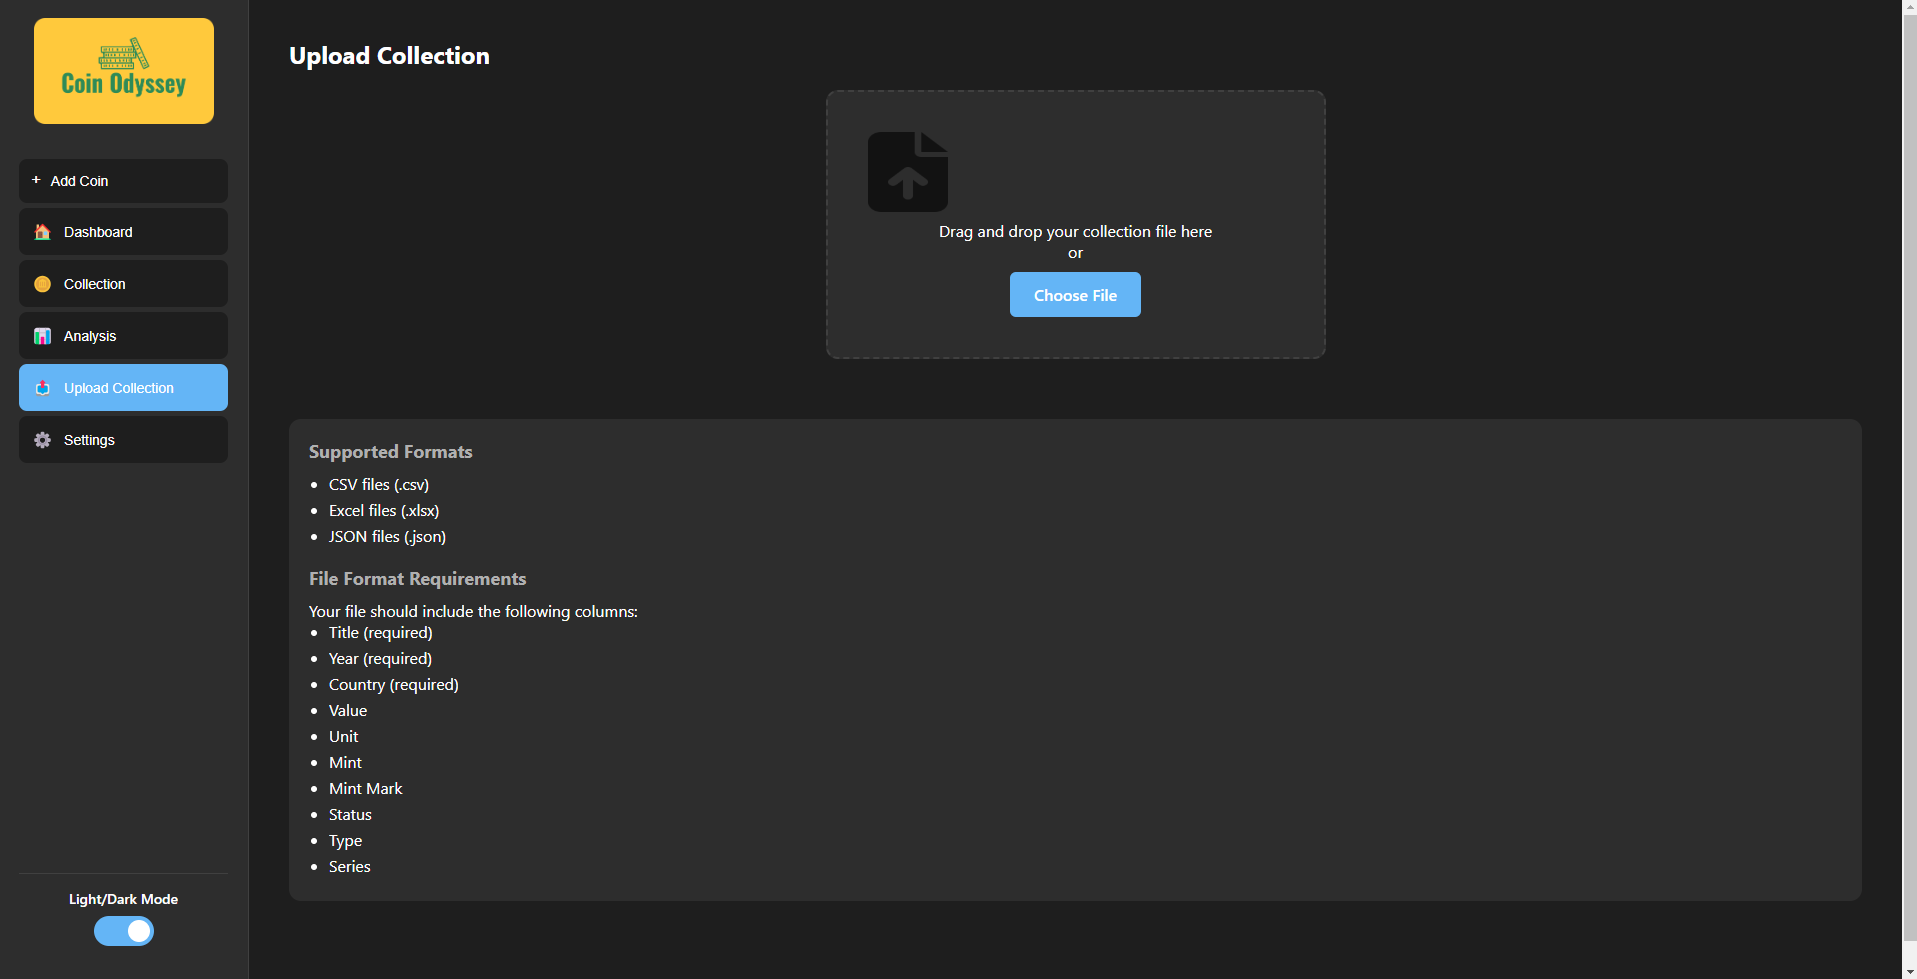 Coin Odyssey
+ Add Coin
Dashboard
Collection
Analysis
Upload Collection
Settings
Light/Dark Mode
Upload Collection
Drag and drop your collection file here
or
Choose File
Supported Formats
• CSV files (.csv)
• Excel files (.xlsx)
• JSON files (.json)
File Format Requirements
Your file should include the following columns:
• Title (required)
• Year (required)
• Country (required)
• Value
• Unit
• Mint
• Mint Mark
• Status
• Type
• Series